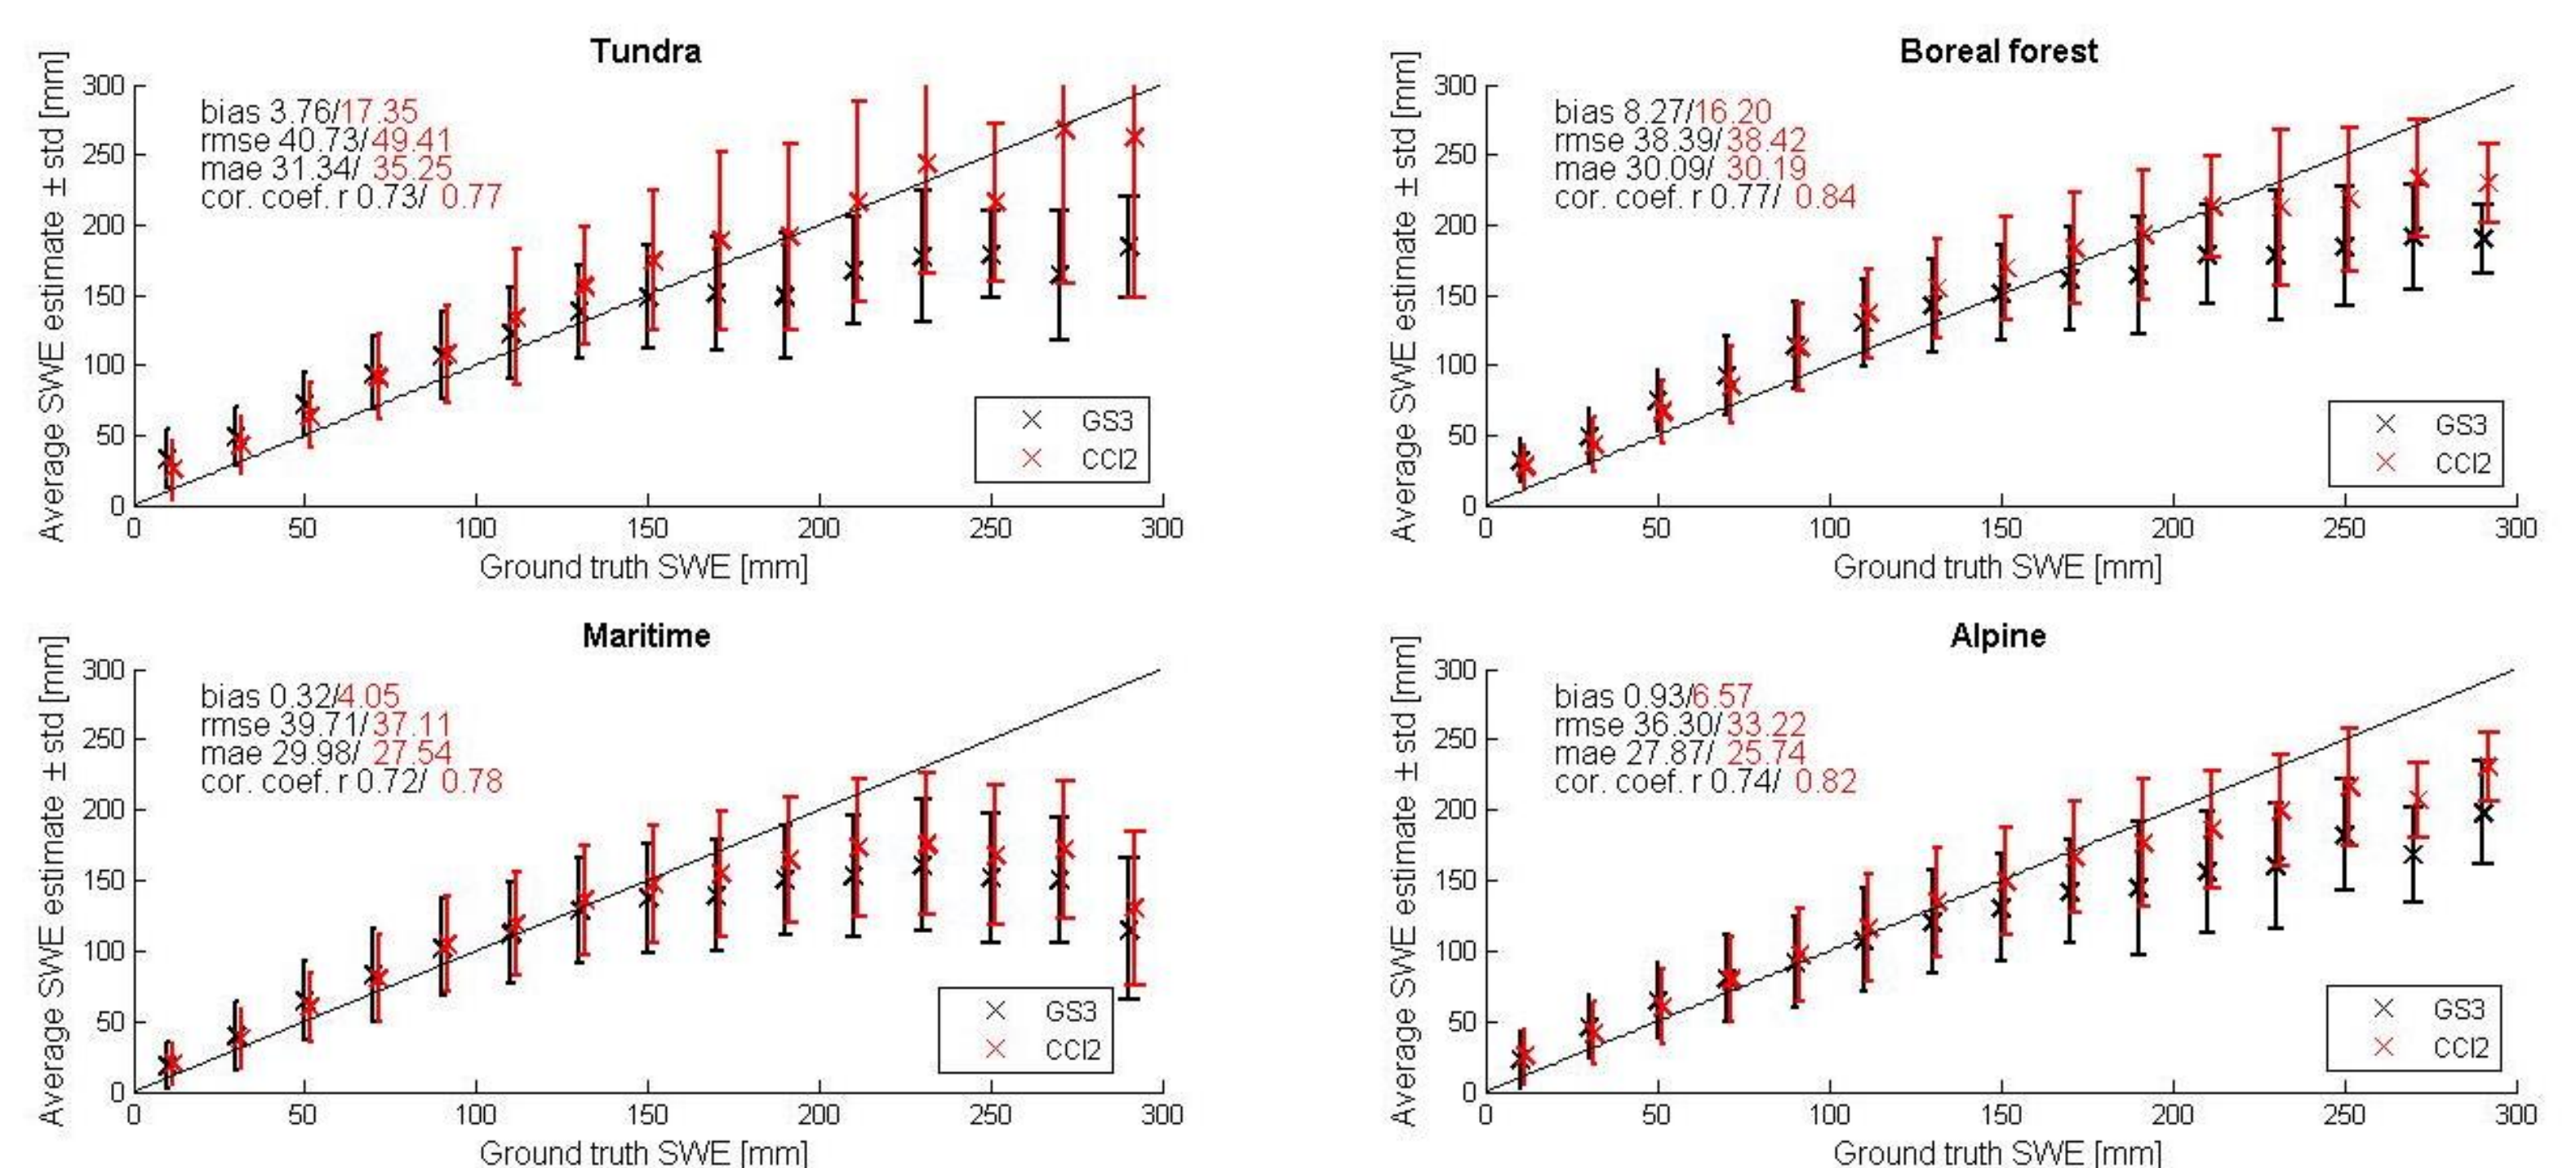 Tundra
Average SWE estimate ± std [mm]
300
250
200
150
100
50
0
bias 3.76/17.35
rmse 40.73/49.41
mae 31.34/ 35.25
cor. coef. r 0.73/ 0.77
GS3
CCI2
0 50 100 150 200 250 300
Ground truth SWE [mm]
Boreal forest
Average SWE estimate ± std [mm]
300
250
200
150
100
50
0
bias 8.27/16.20
rmse 38.39/38.42
mae 30.09/ 30.19
cor. coef. r 0.77/ 0.84
GS3
CCI2
0 50 100 150 200 250 300
Ground truth SWE [mm]
Maritime
Average SWE estimate ± std [mm]
300
250
200
150
100
50
0
bias 0.32/4.05
rmse 39.71/37.11
mae 29.98/ 27.54
cor. coef. r 0.72/ 0.78
GS3
CCI2
0 50 100 150 200 250 300
Ground truth SWE [mm]
Alpine
Average SWE estimate ± std [mm]
300
250
200
150
100
50
0
bias 0.93/6.57
rmse 36.30/33.22
mae 27.87/ 25.74
cor. coef. r 0.74/ 0.82
GS3
CCI2
0 50 100 150 200 250 300
Ground truth SWE [mm]